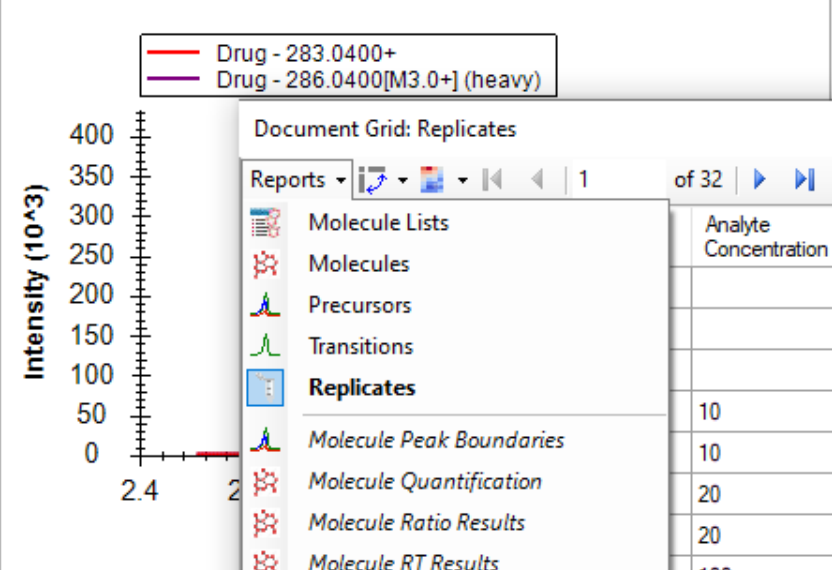 Drug - 283.0400+
Drug - 286.0400[M3.0+] (heavy)
Intensity (10^3)
400
350
300
250
200
150
100
50
0
2.4
2
Document Grid: Replicates
Reports
1
of 32
Molecule Lists
Molecules
Precursors
Transitions
Replicates
Molecule Peak Boundaries
Molecule Quantification
Molecule Ratio Results
Molecule RT Results
Analyte
Concentration
10
10
20
20